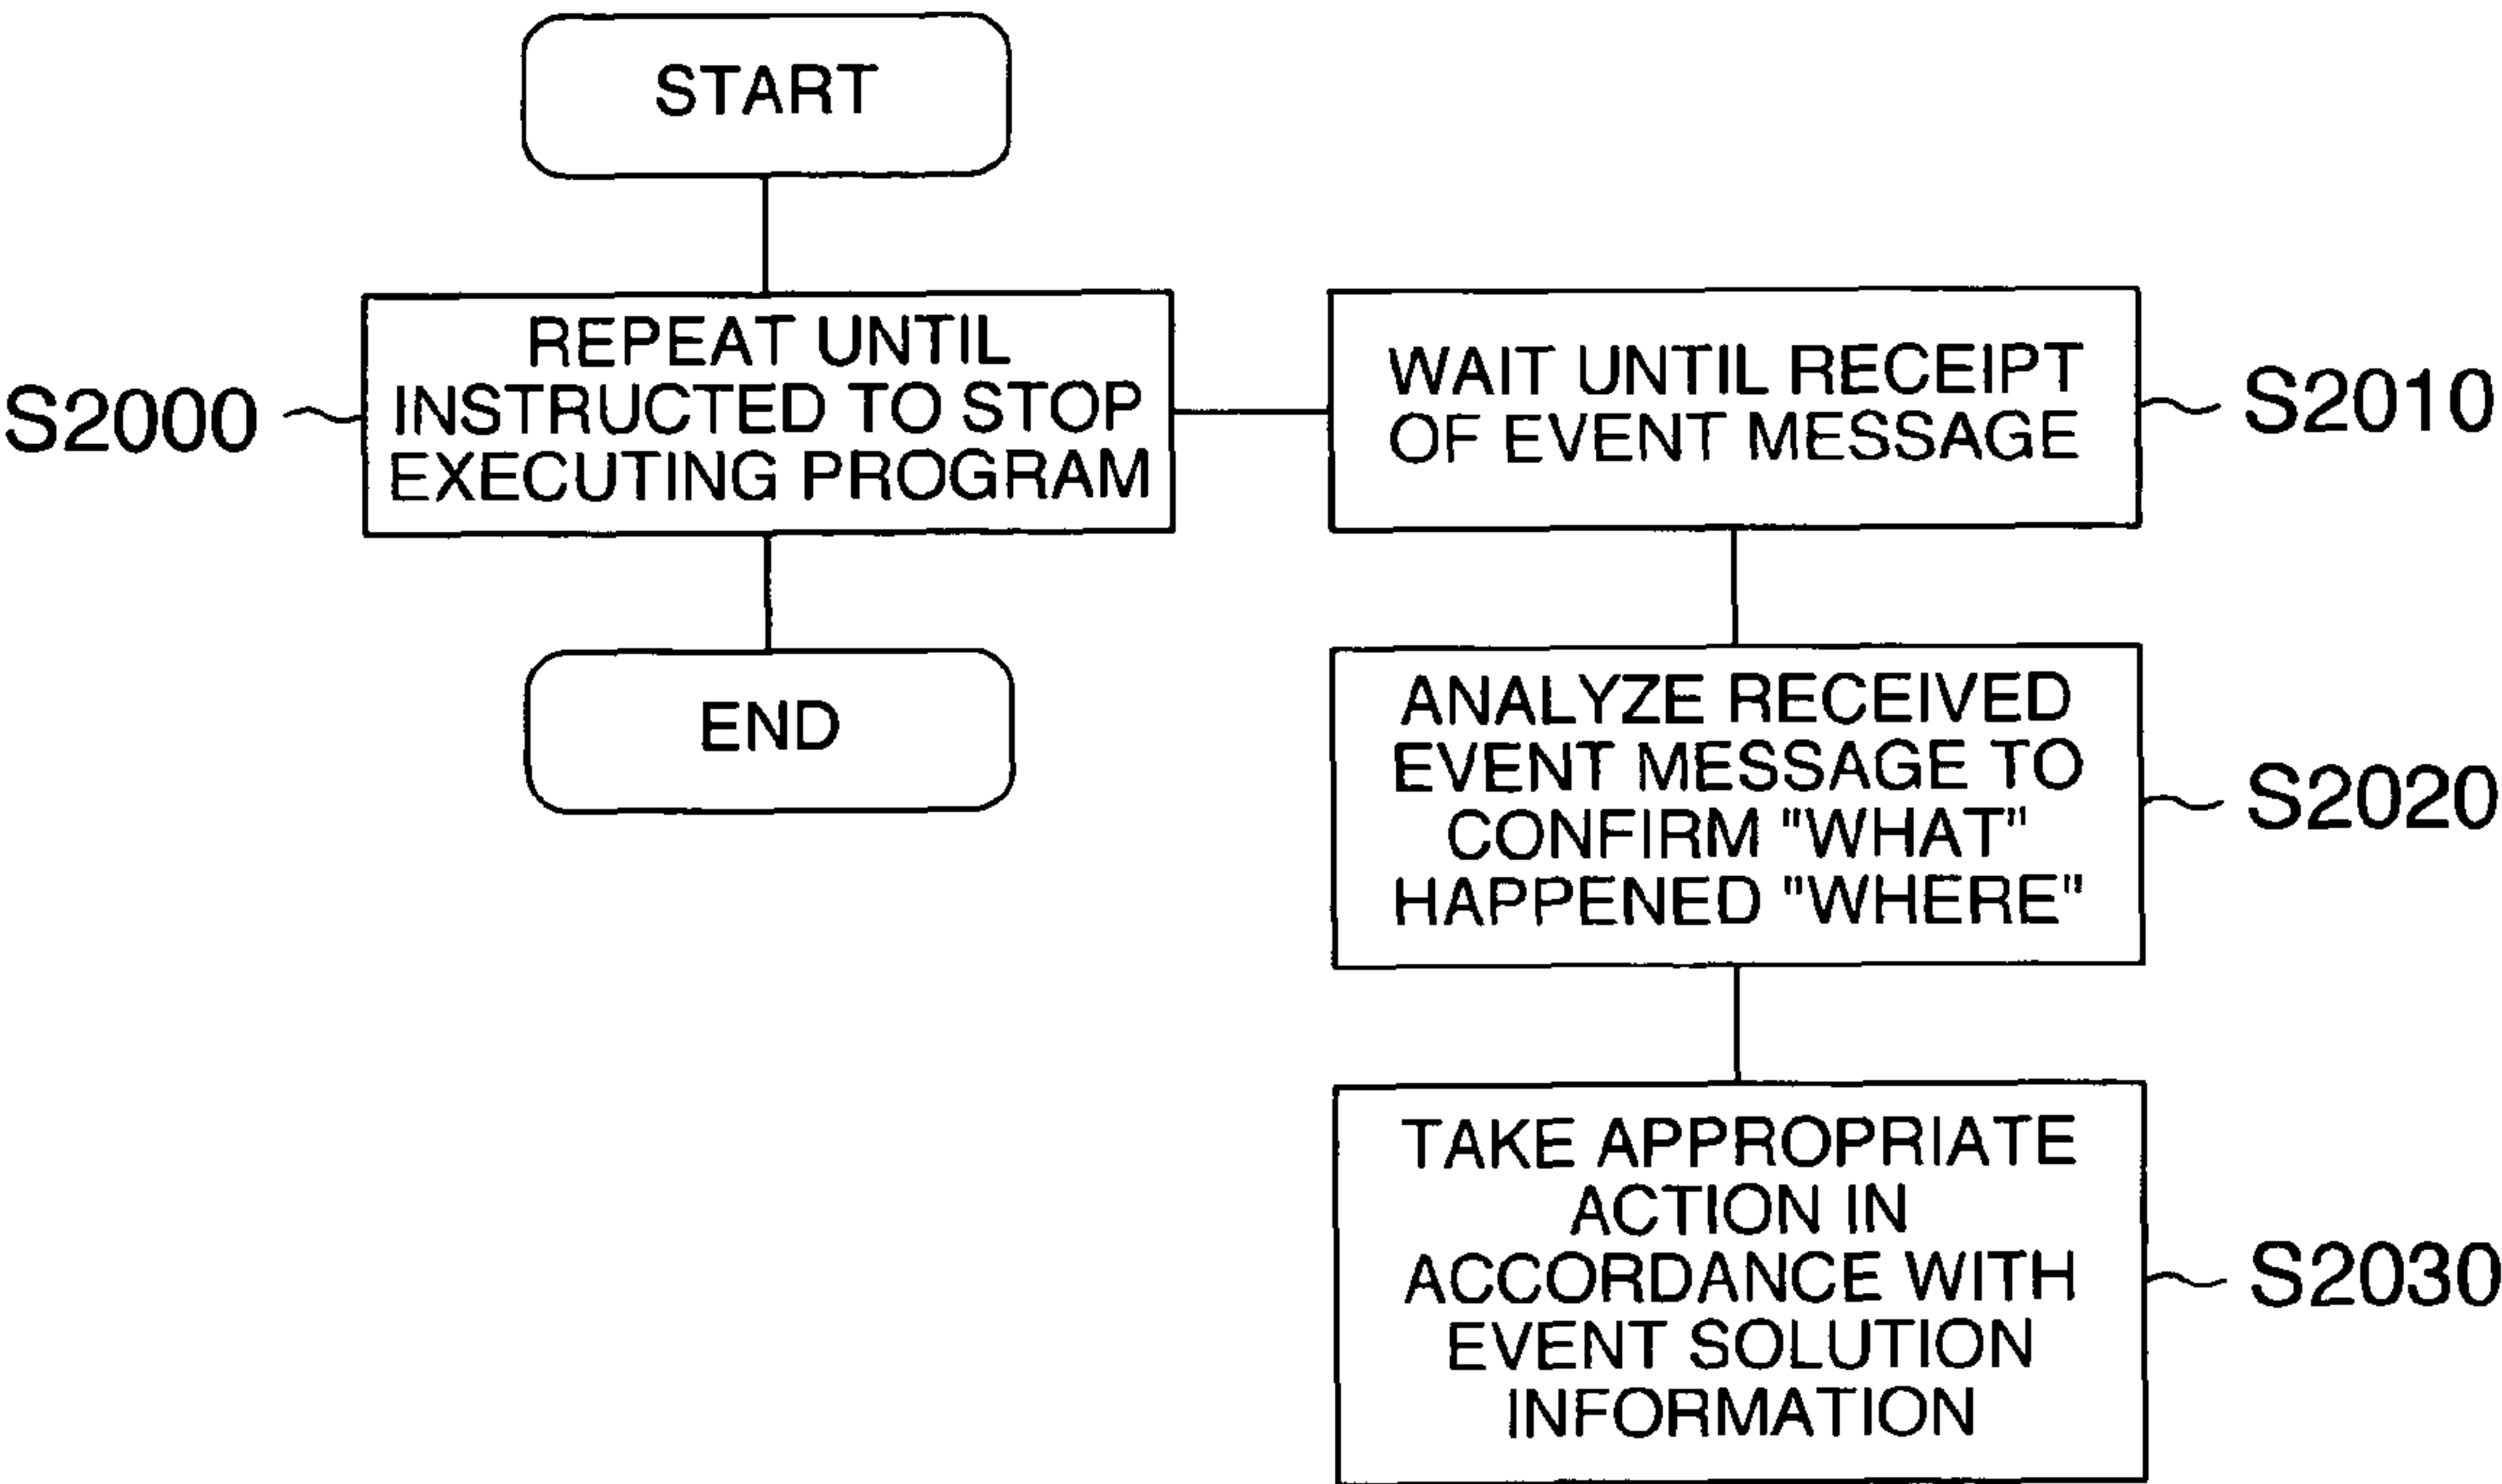 START
S2000
REPEAT UNTIL
INSTRUCTED TO STOP
EXECUTING PROGRAM
WAIT UNTIL RECEIPT
OF EVENT MESSAGE
S2010
END
ANALYZE RECEIVED
EVENT MESSAGE TO
CONFIRM "WHAT"
HAPPENED "WHERE"
S2020
TAKE APPROPRIATE
ACTION IN
ACCORDANCE WITH
EVENT SOLUTION
INFORMATION
S2030